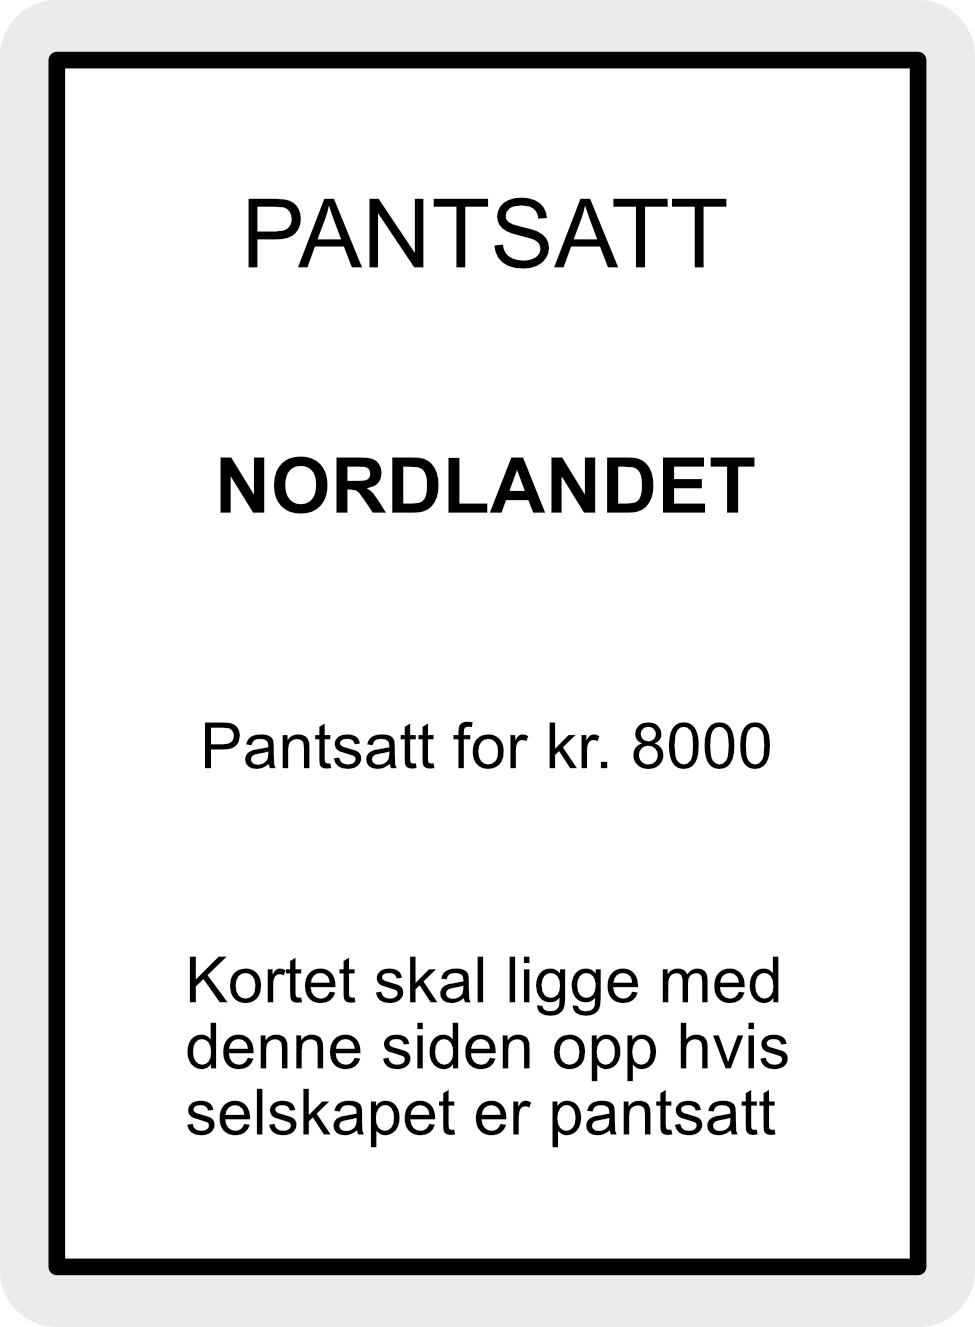 PANTSATT
NORDLANDET
Pantsatt for kr. 8000
Kortet skal ligge med
denne siden opp hvis
selskapet er pantsatt